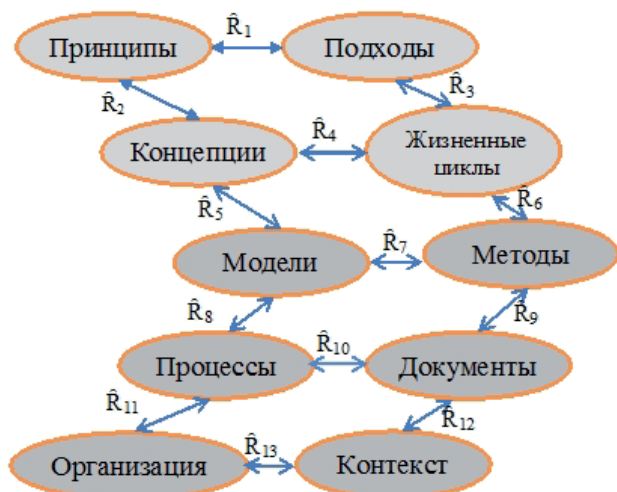 Принципы
R̂1
Подходы
R̂2
R̂3
Концепции
R̂4
Жизненные
циклы
R̂5
R̂6
Модели
R̂7
Методы
R̂8
R̂9
Процессы
R̂10
Документы
R̂11
R̂12
Организация
R̂13
Контекст